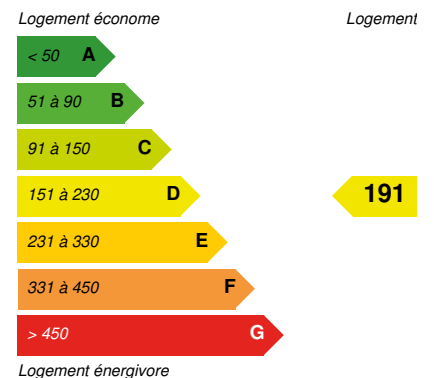 Logement économe Logement
< 50 A
51 à 90 B
91 à 150 C
151 à 230 D 191
231 à 330 E
331 à 450 F
> 450 G
Logement énergivore